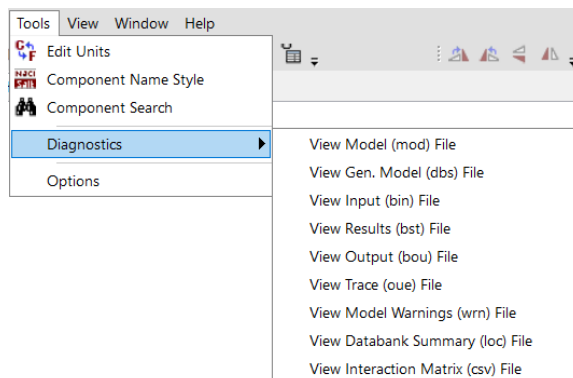 Tools View Window Help
Edit Units
NaCl
Salt
Component Name Style
Component Search
Diagnostics
Options
View Model (mod) File
View Gen. Model (dbs) File
View Input (bin) File
View Results (bst) File
View Output (bou) File
View Trace (oue) File
View Model Warnings (wrn) File
View Databank Summary (loc) File
View Interaction Matrix (csv) File